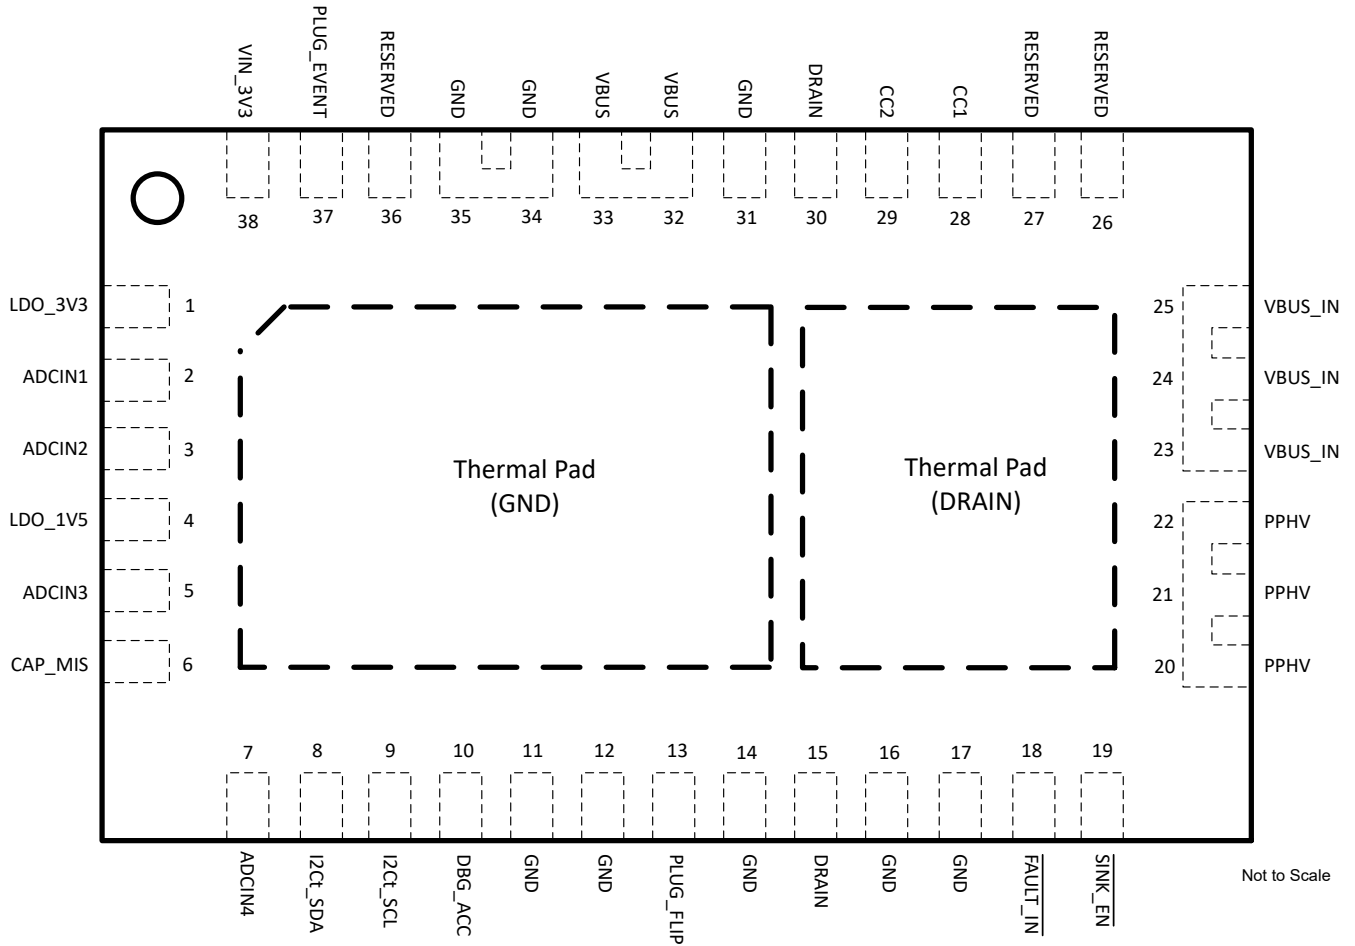 VIN_3V3
PLUG_EVENT
RESERVED
GND
GND
VBUS
VBUS
GND
DRAIN
CC2
CC1
RESERVED
RESERVED
38
37
36
35
34
33
32
31
30
29
28
27
26
LDO_3V3 1
ADCIN1 2
ADCIN2 3
LDO_1V5 4
ADCIN3 5
CAP_MIS 6
Thermal Pad
(GND)
Thermal Pad
(DRAIN)
25 VBUS_IN
24 VBUS_IN
23 VBUS_IN
22 PPHV
21 PPHV
20 PPHV
7
8
9
10
11
12
13
14
15
16
17
18
19
ADCIN4
I2Ct_SDA
I2Ct_SCL
DBG_ACC
GND
GND
PLUG_FLIP
GND
DRAIN
GND
GND
FAULT_IN
SINK_EN
Not to Scale